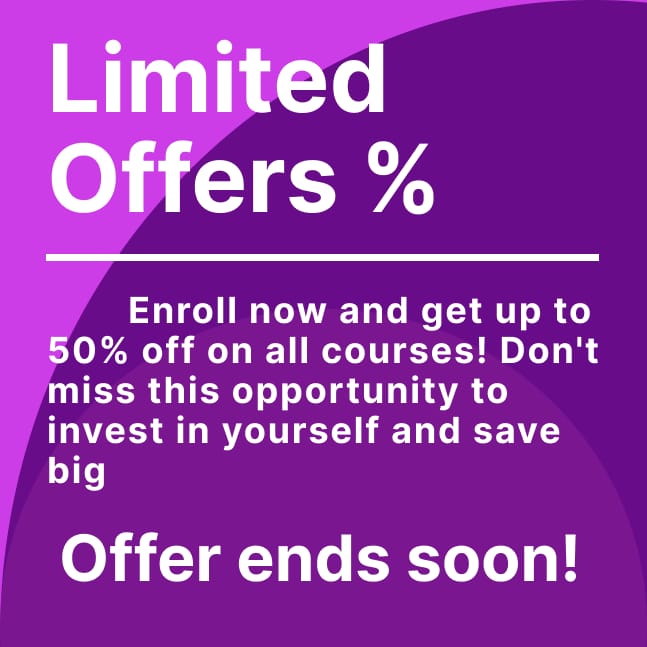 Limited
Offers %
Enroll now and get up to
50% off on all courses! Don't
miss this opportunity to
invest in yourself and save
big
Offer ends soon!